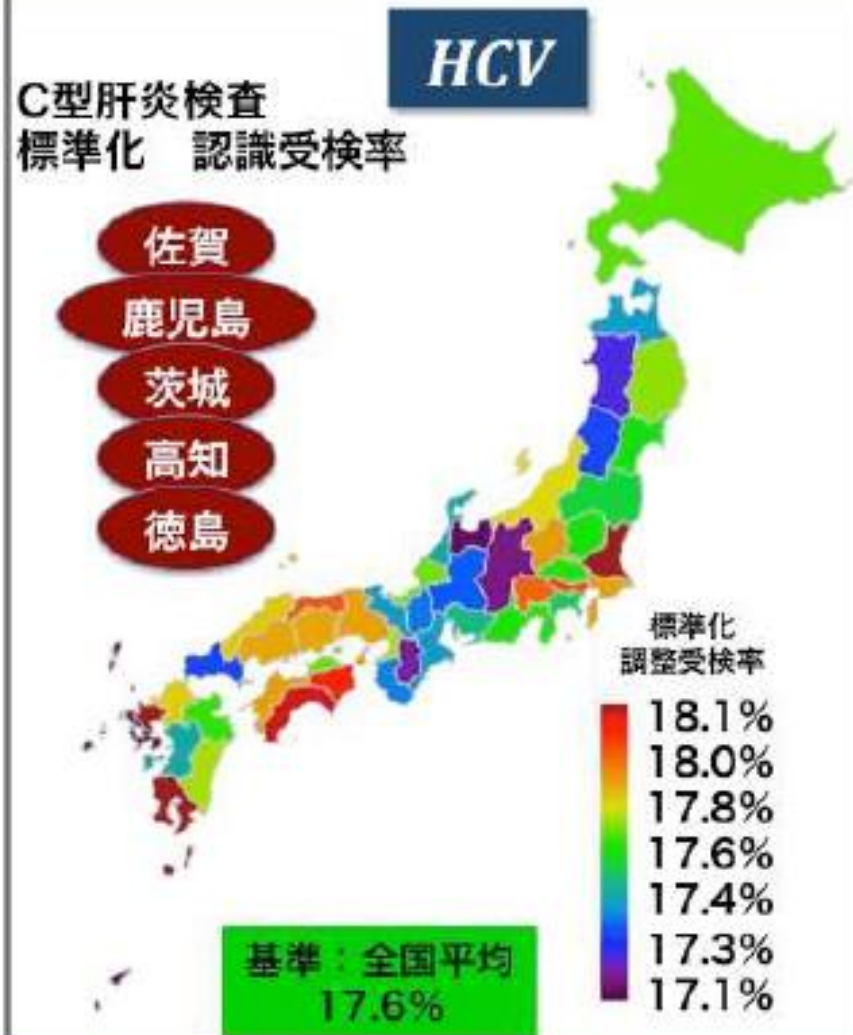 HCV
C型肝炎検査
標準化 認識受検率
佐賀
鹿児島
茨城
高知
徳島
標準化
調整受検率
18.1%
18.0%
17.8%
17.6%
17.4%
17.3%
17.1%
基準：全国平均
17.6%